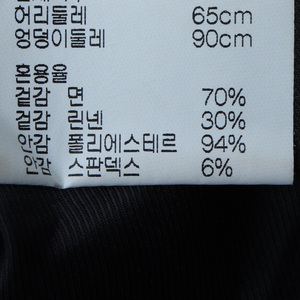 허리둘레 65cm
엉덩이둘레 90cm
혼용율
겉감 면 70%
겉감 린넨 30%
안감 폴리에스테르 94%
안감 스판덱스 6%